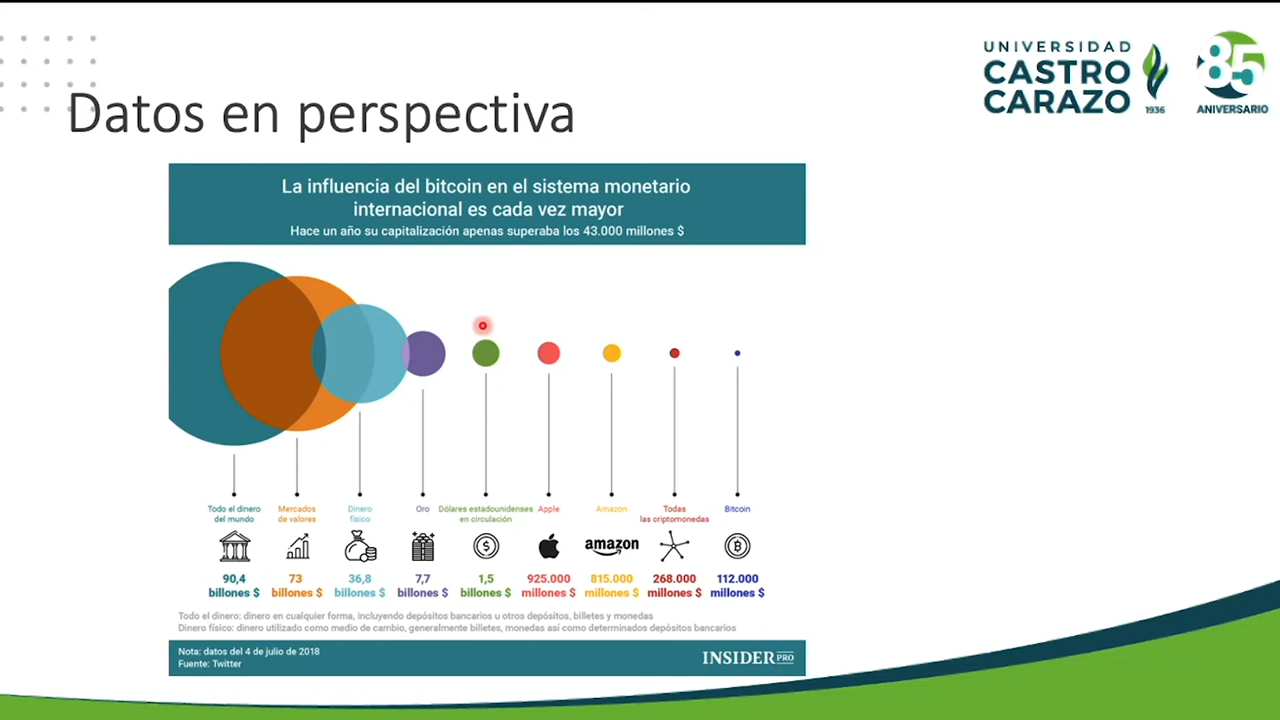 UNIVERSIDAD
CASTRO
CARAZO
1936
85
ANIVERSARIO
Datos en perspectiva
La influencia del bitcoin en el sistema monetario
internacional es cada vez mayor
Hace un año su capitalización apenas superaba los 43.000 millones $
Todo el dinero
del mundo
Mercados
de valores
Dinero
físico
Oro
Dólares estadounidenses
en circulación
Apple
Amazon
Todas
las criptomonedas
Bitcoin
amazon
90,4
billones $
73
billones $
36,8
billones $
7,7
billones $
1,5
billones $
925.000
millones $
815.000
millones $
268.000
millones $
112.000
millones $
Todo el dinero: dinero en cualquier forma, incluyendo depósitos bancarios u otros depósitos, billetes y monedas
Dinero físico: dinero utilizado como medio de cambio, generalmente billetes, monedas así como determinados depósitos bancarios
Nota: datos del 4 de julio de 2018
Fuente: Twitter
INSIDER PRO